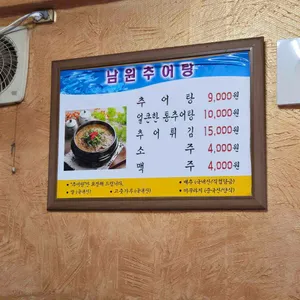 남원추어탕
추어탕 9,000원
얼큰한 통추어탕 10,000원
추어튀김 15,000원
소주 4,000원
맥주 4,000원